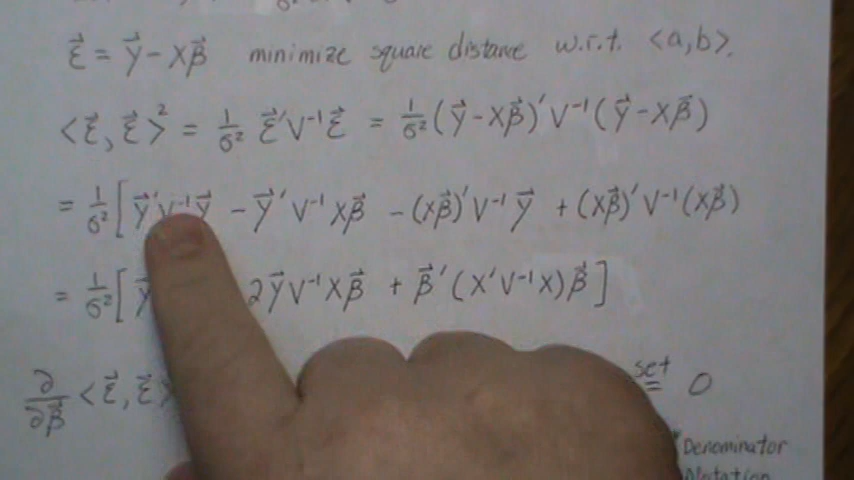 ε⃗ = y⃗ - Xβ⃗ minimize square distance w.r.t. <a,b>.
<ε⃗, ε⃗>² = 1/σ² ε⃗'V⁻¹ε⃗ = 1/σ² (y⃗ - Xβ⃗)'V⁻¹(y⃗ - Xβ⃗)
= 1/σ² [y⃗'V⁻¹y⃗ - y⃗'V⁻¹Xβ⃗ - (Xβ⃗)'V⁻¹y⃗ + (Xβ⃗)'V⁻¹(Xβ⃗)
= 1/σ² [y⃗ 2y⃗V⁻¹Xβ⃗ + β⃗'(X'V⁻¹X)β⃗]
∂/∂β⃗ <ε⃗, ε⃗> set = 0
*Denominator
Notation